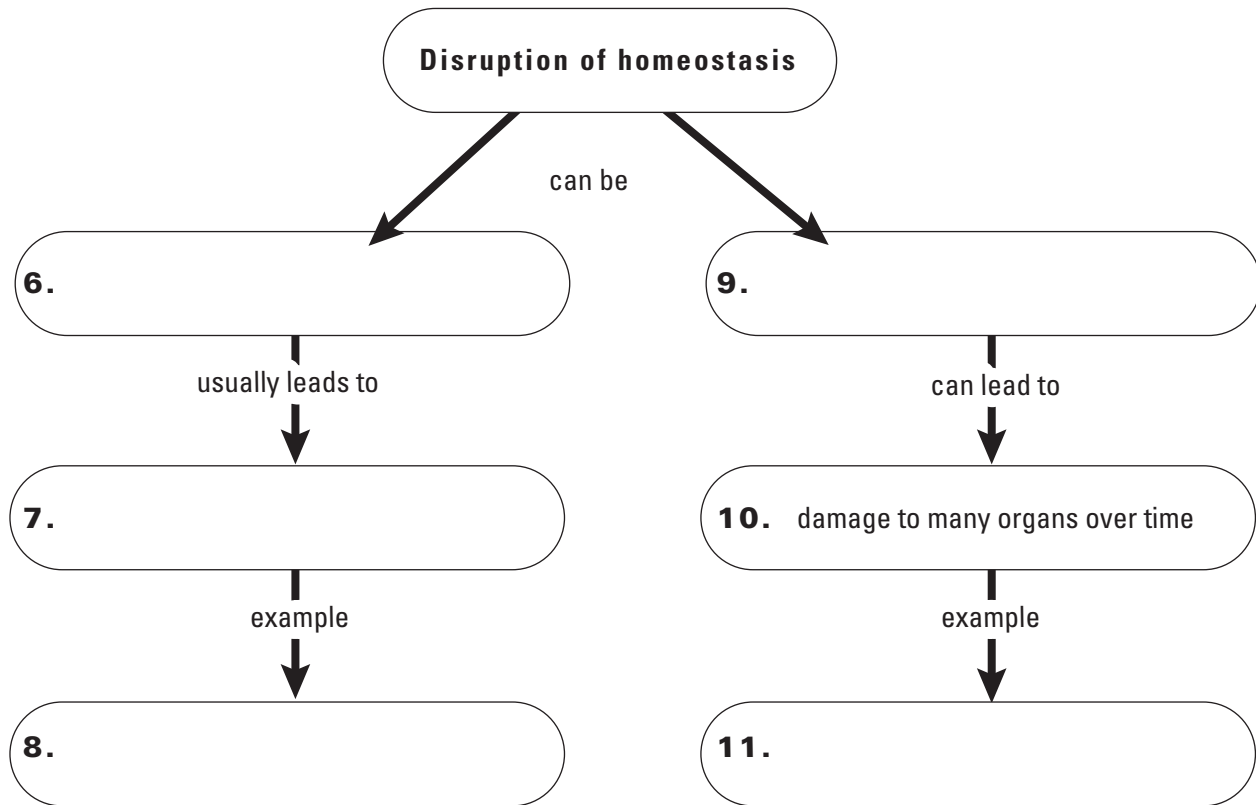 Disruption of homeostasis
can be
6.
9.
usually leads to
can lead to
7.
10. damage to many organs over time
example
example
8.
11.